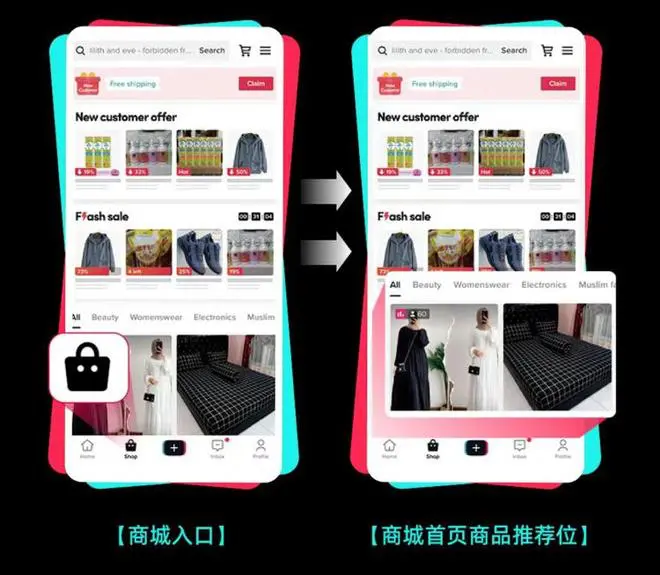 lilith and eve - forbidden fr... Search
New Customer
Free shipping
Claim
New customer offer
19% 33% Hot 50%
Flash sale
00 : 31 : 04
73% 4 left 25% 19%
All Beauty Womenswear Electronics Muslim
Home Shop Inbox Profile
【商城入口】
lilith and eve - forbidden fr... Search
New Customer
Free shipping
Claim
New customer offer
19% 33% Hot 50%
Flash sale
00 : 31 : 04
All Beauty Womenswear Electronics Muslim fa
60
Home Shop Inbox Profile
【商城首页商品推荐位】